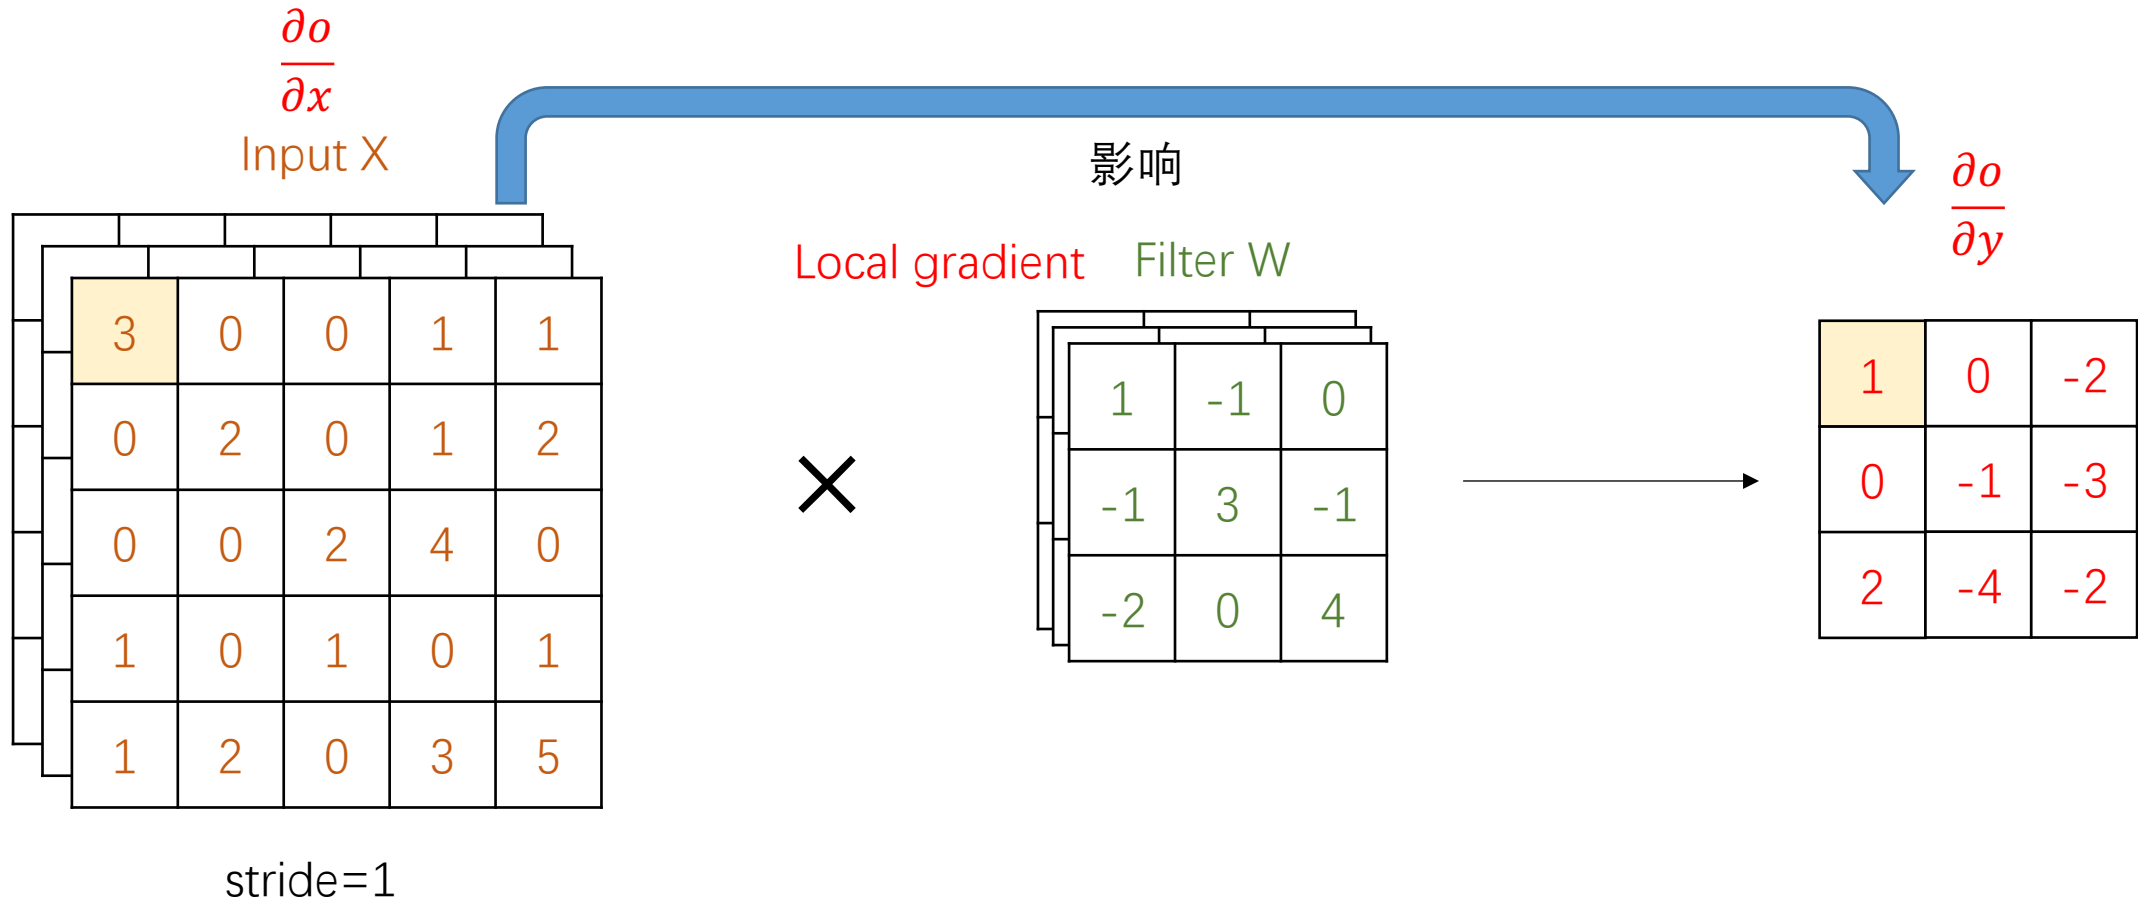 ∂o
∂x
Input X
影响
∂o
∂y
Local gradient Filter W
3 0 0 1 1
0 2 0 1 2
0 0 2 4 0
1 0 1 0 1
1 2 0 3 5
×
1 -1 0
-1 3 -1
-2 0 4
1 0 -2
0 -1 -3
2 -4 -2
stride=1